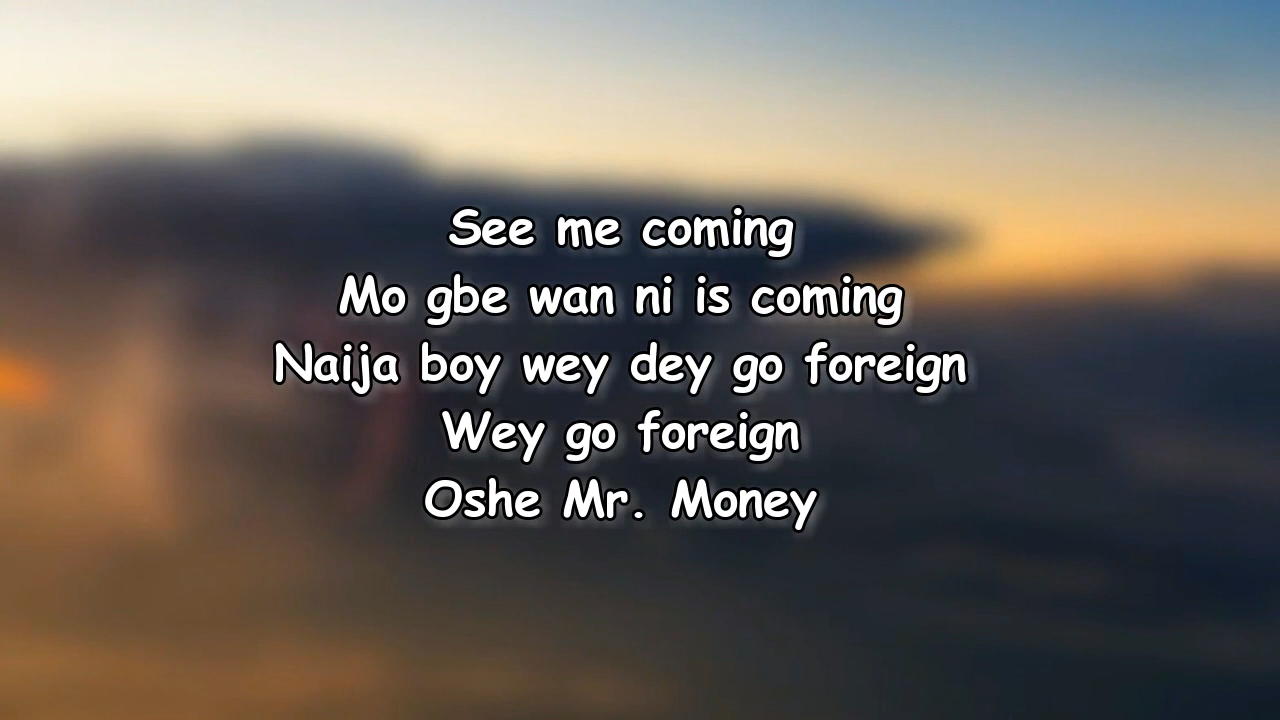 See me coming
Mo gbe wan ni is coming
Naija boy wey dey go foreign
Wey go foreign
Oshe Mr. Money